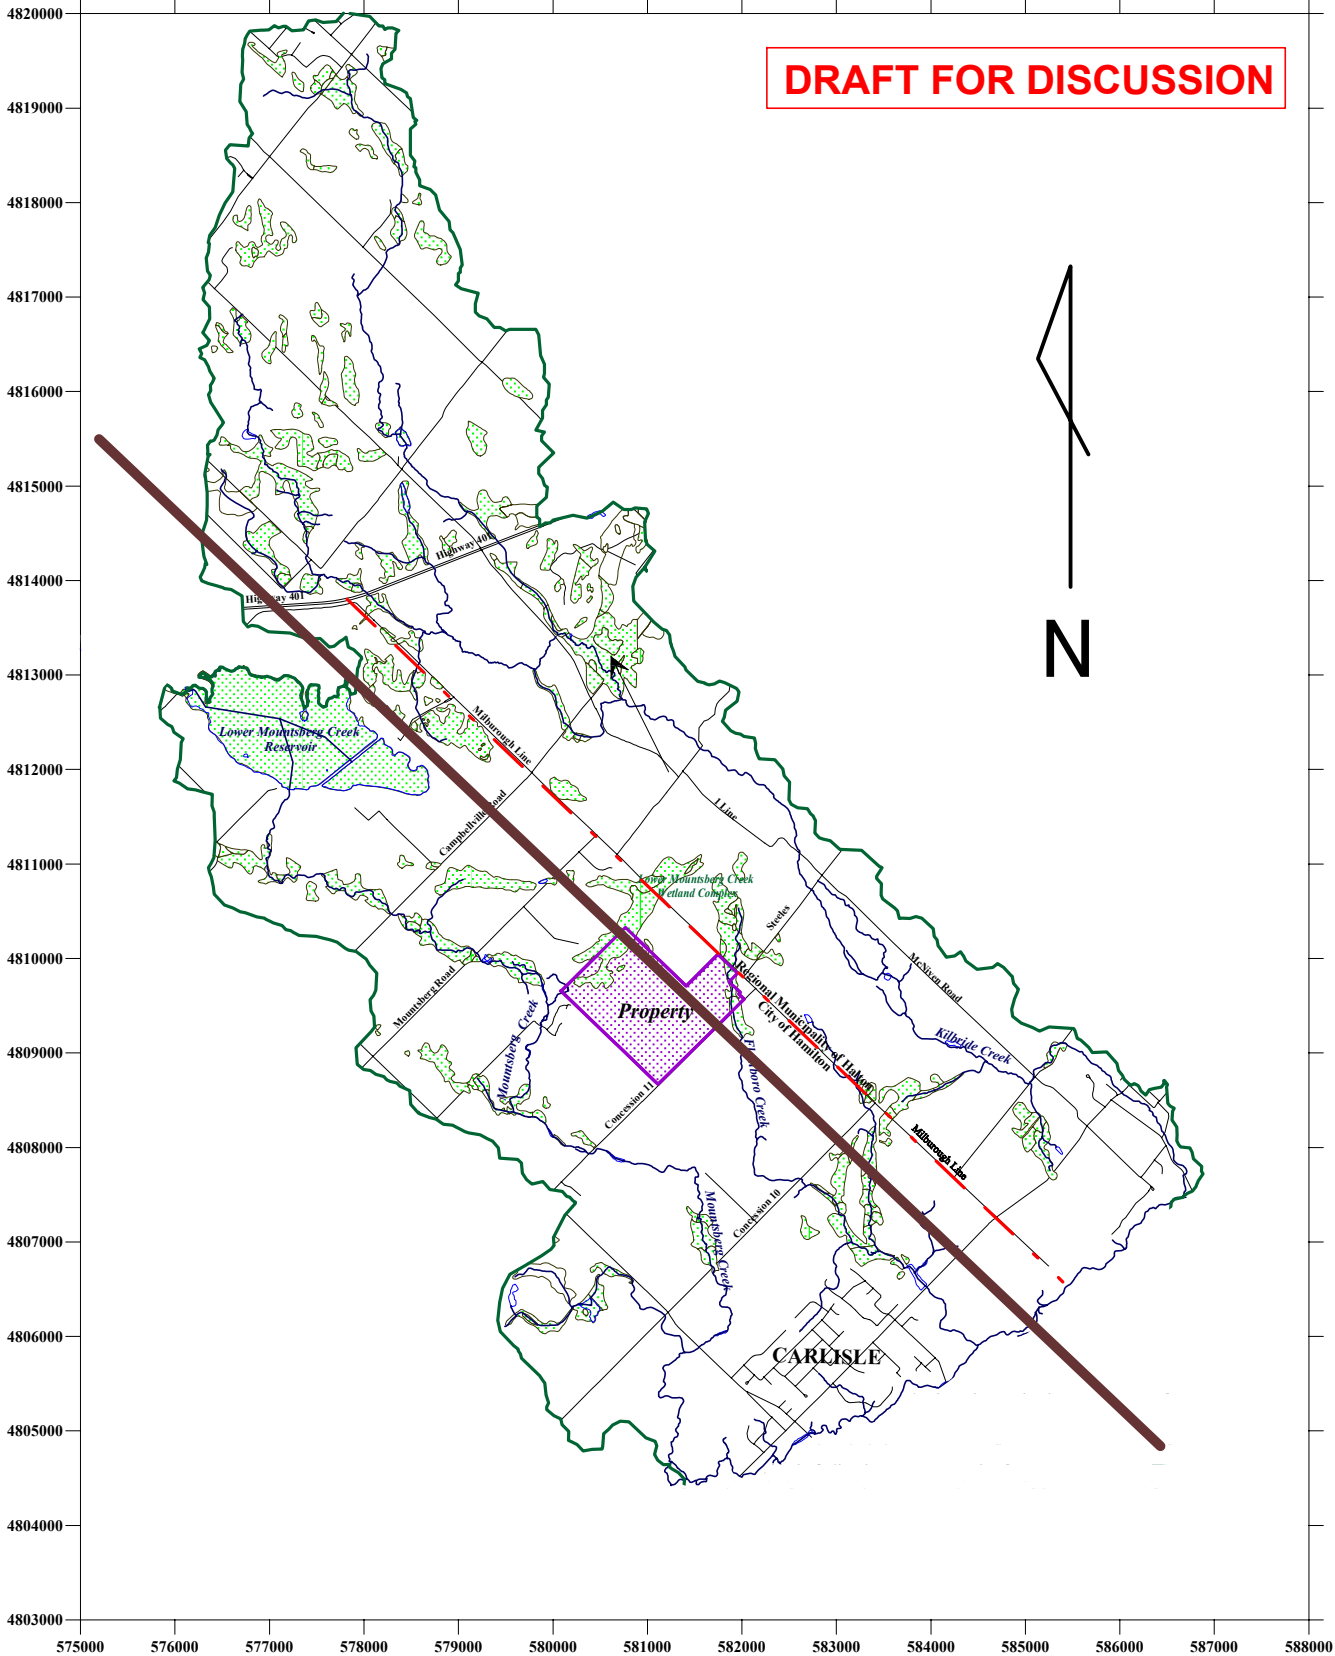 DRAFT FOR DISCUSSION
4820000
4819000
4818000
4817000
4816000
4815000
4814000
4813000
4812000
4811000
4810000
4809000
4808000
4807000
4806000
4805000
4804000
4803000
N
Highway 401
Highway 401
Lower Mountsberg Creek
Reservoir
Milburough Line
Campbellville Road
1 Line
Lower Mountsberg Creek
Wetland Complex
Steeles
McNiven Road
Mountsberg Road
Property
Regional Municipality of Halton
City of Hamilton
Kilbride Creek
Mountsberg Creek
Concession 11
Milburough Line
Mountsberg Creek
Concession 10
CARLISLE
575000 576000 577000 578000 579000 580000 581000 582000 583000 584000 585000 586000 587000 588000